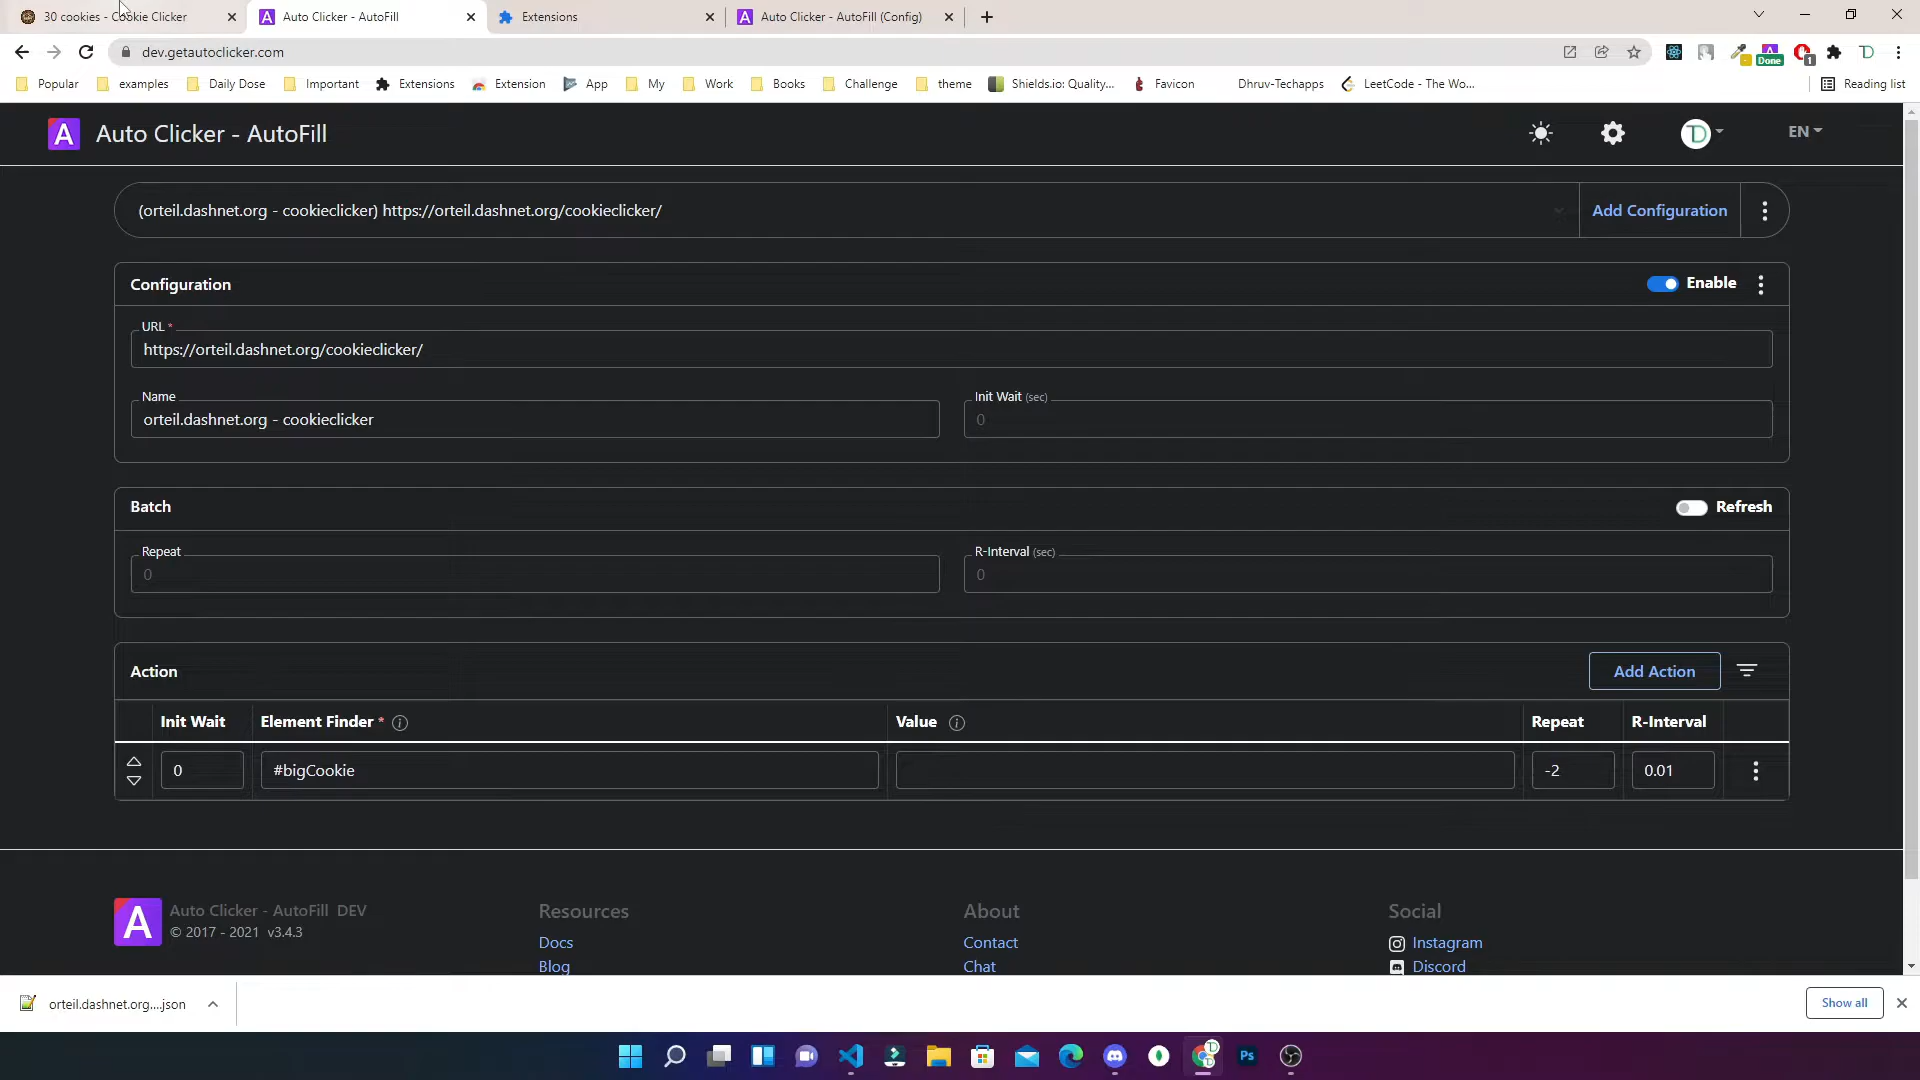 30 cookies - Cookie Clicker
Auto Clicker - AutoFill
Extensions
Auto Clicker - AutoFill (Config)
dev.getautoclicker.com
Done
1
Popular
examples
Daily Dose
Important
Extensions
Extension
App
My
Work
Books
Challenge
theme
Shields.io: Quality...
Favicon
Dhruv-Techapps
LeetCode - The Wo...
Reading list
A
Auto Clicker - AutoFill
EN
(orteil.dashnet.org - cookieclicker) https://orteil.dashnet.org/cookieclicker/
Add Configuration
Configuration
Enable
URL *
https://orteil.dashnet.org/cookieclicker/
Name
orteil.dashnet.org - cookieclicker
Init Wait (sec)
0
Batch
Refresh
Repeat
0
R-Interval (sec)
0
Action
Add Action
Init Wait
Element Finder *
Value
Repeat
R-Interval
0
#bigCookie
-2
0.01
A
Auto Clicker - AutoFill DEV
© 2017 - 2021 v3.4.3
Resources
Docs
Blog
About
Contact
Chat
Social
Instagram
Discord
orteil.dashnet.org....json
Show all
Ps